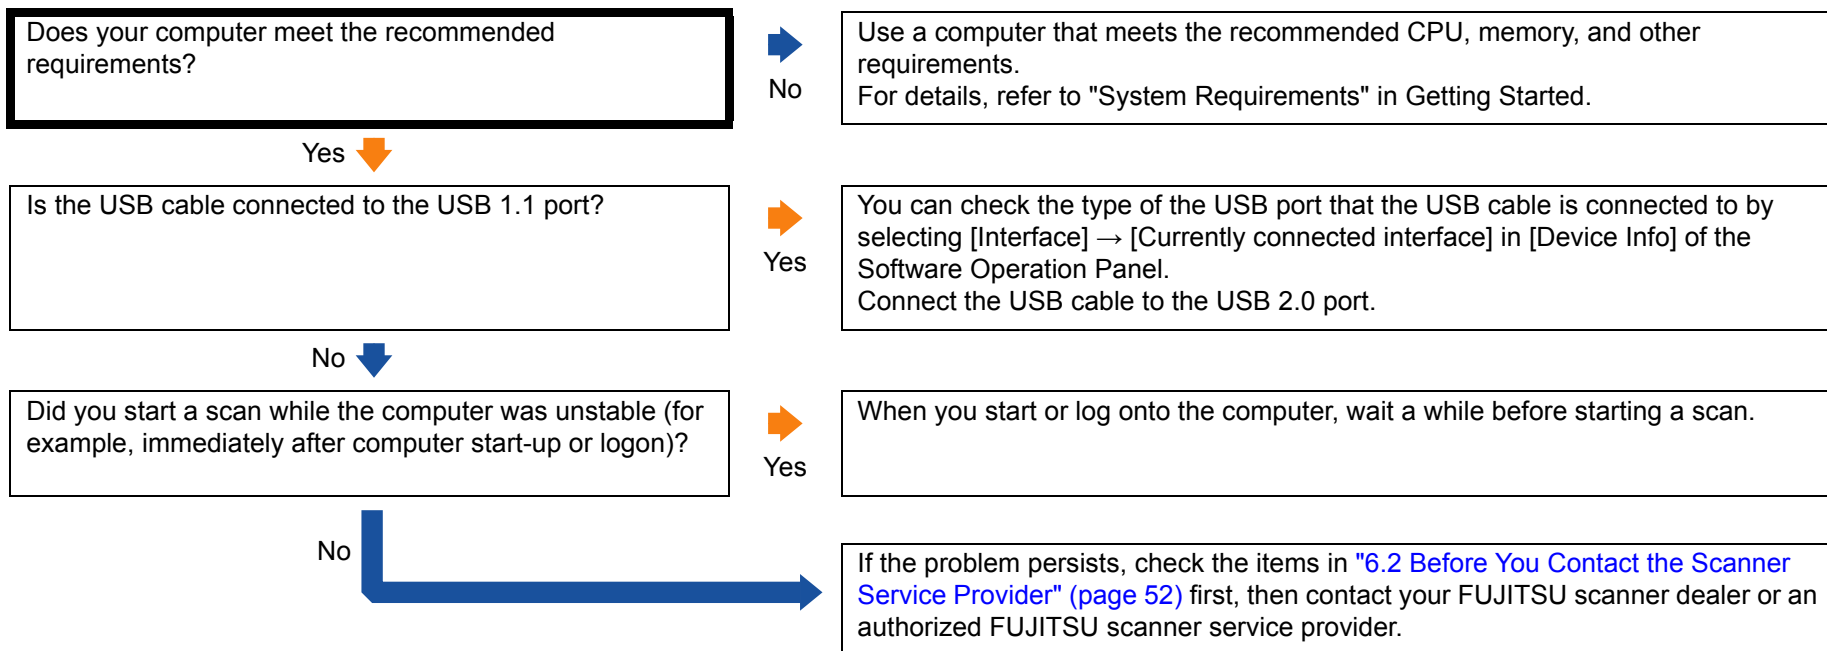 Does your computer meet the recommended
requirements?
No
Use a computer that meets the recommended CPU, memory, and other
requirements.
For details, refer to "System Requirements" in Getting Started.
Yes
Is the USB cable connected to the USB 1.1 port?
Yes
You can check the type of the USB port that the USB cable is connected to by
selecting [Interface] → [Currently connected interface] in [Device Info] of the
Software Operation Panel.
Connect the USB cable to the USB 2.0 port.
No
Did you start a scan while the computer was unstable (for
example, immediately after computer start-up or logon)?
Yes
When you start or log onto the computer, wait a while before starting a scan.
No
If the problem persists, check the items in "6.2 Before You Contact the Scanner
Service Provider" (page 52) first, then contact your FUJITSU scanner dealer or an
authorized FUJITSU scanner service provider.